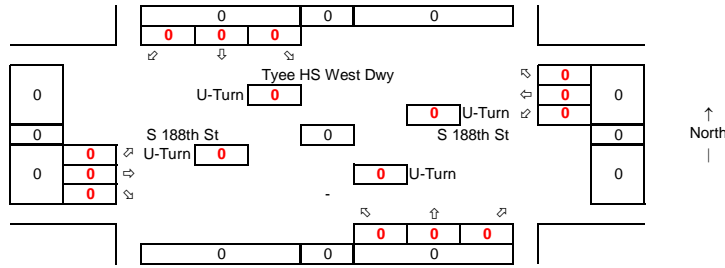 0 0 0
0 0 0
⬃ ⇩ ⬂
Tyee HS West Dwy ⬁ 0
0 U-Turn 0 ⇦ 0 0
0 U-Turn ⬃ 0 ↑
0 S 188th St 0 S 188th St 0 North
0 ⬀ U-Turn 0 |
0 0 ⇨ 0 U-Turn 0
0 ⬂ -
⬁ ⇧ ⬀
0 0 0
0 0 0